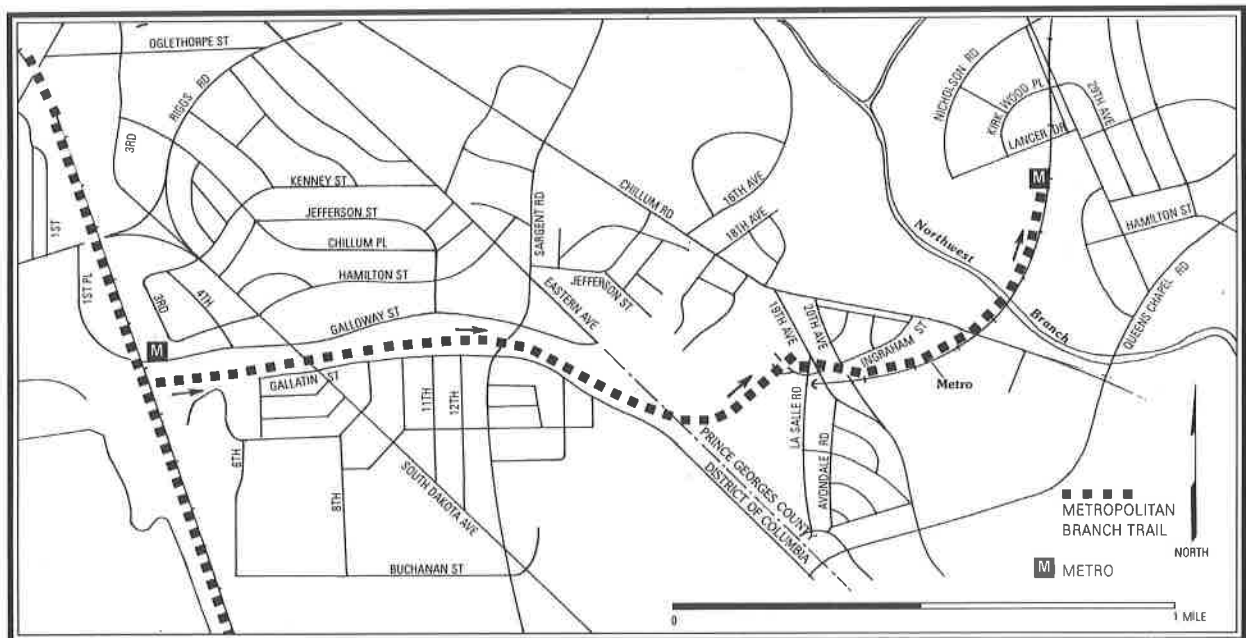 OGLETHORPE ST
RIGGS RD
3RD
1ST
KENNEY ST
JEFFERSON ST
CHILLUM PL
HAMILTON ST
1ST PL
3RD
4TH
GALLOWAY ST
M
GALLATIN ST
6TH
8TH
11TH
12TH
SOUTH DAKOTA AVE
BUCHANAN ST
SARGENT RD
EASTERN AVE
JEFFERSON ST
CHILLUM RD
16TH AVE
18TH AVE
19TH AVE
20TH AVE
INGRAHAM ST
Metro
LA SALLE RD
AVONDALE RD
PRINCE GEORGES COUNTY
DISTRICT OF COLUMBIA
Northwest
Branch
NICHOLSON RD
KIRKWOOD PL
LANCER DR
29TH AVE
M
HAMILTON ST
QUEENS CHAPEL RD
METROPOLITAN
BRANCH TRAIL
M METRO
NORTH
0 1 MILE